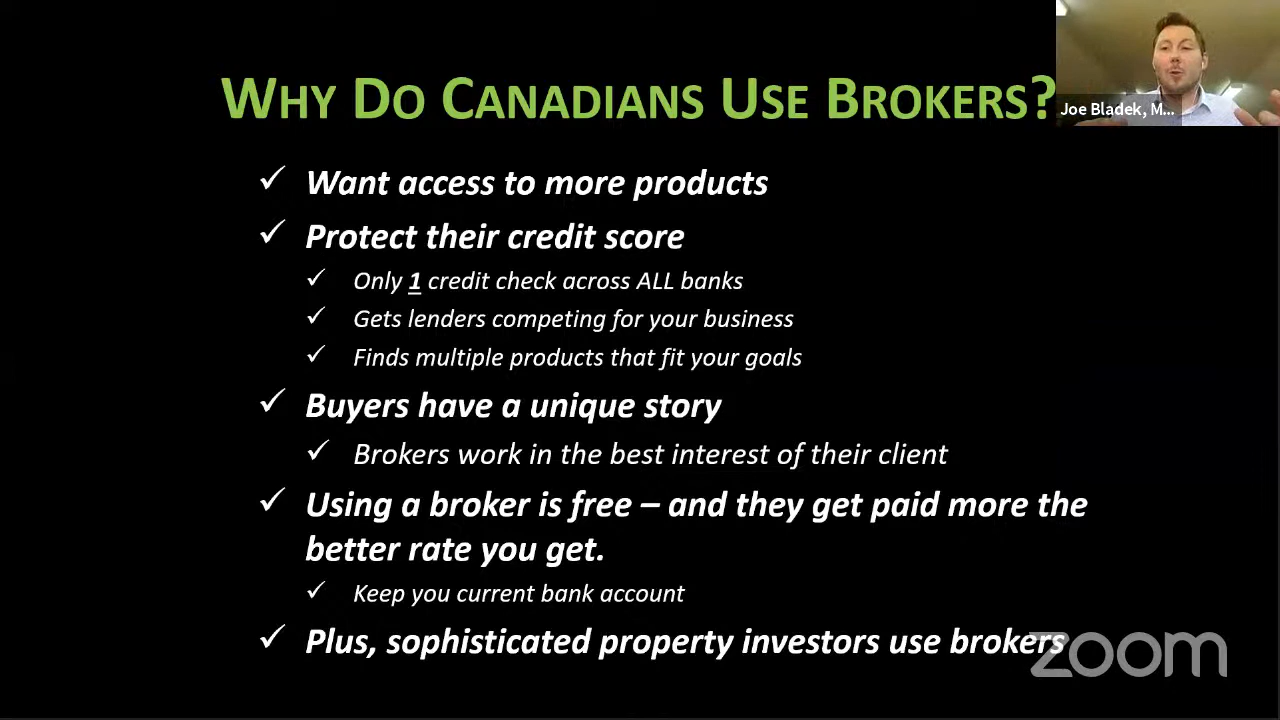 WHY DO CANADIANS USE BROKERS?
Joe Bladek, M...
✓ Want access to more products
✓ Protect their credit score
✓ Only 1 credit check across ALL banks
✓ Gets lenders competing for your business
✓ Finds multiple products that fit your goals
✓ Buyers have a unique story
✓ Brokers work in the best interest of their client
✓ Using a broker is free – and they get paid more the
better rate you get.
✓ Keep you current bank account
✓ Plus, sophisticated property investors use brokers
zoom